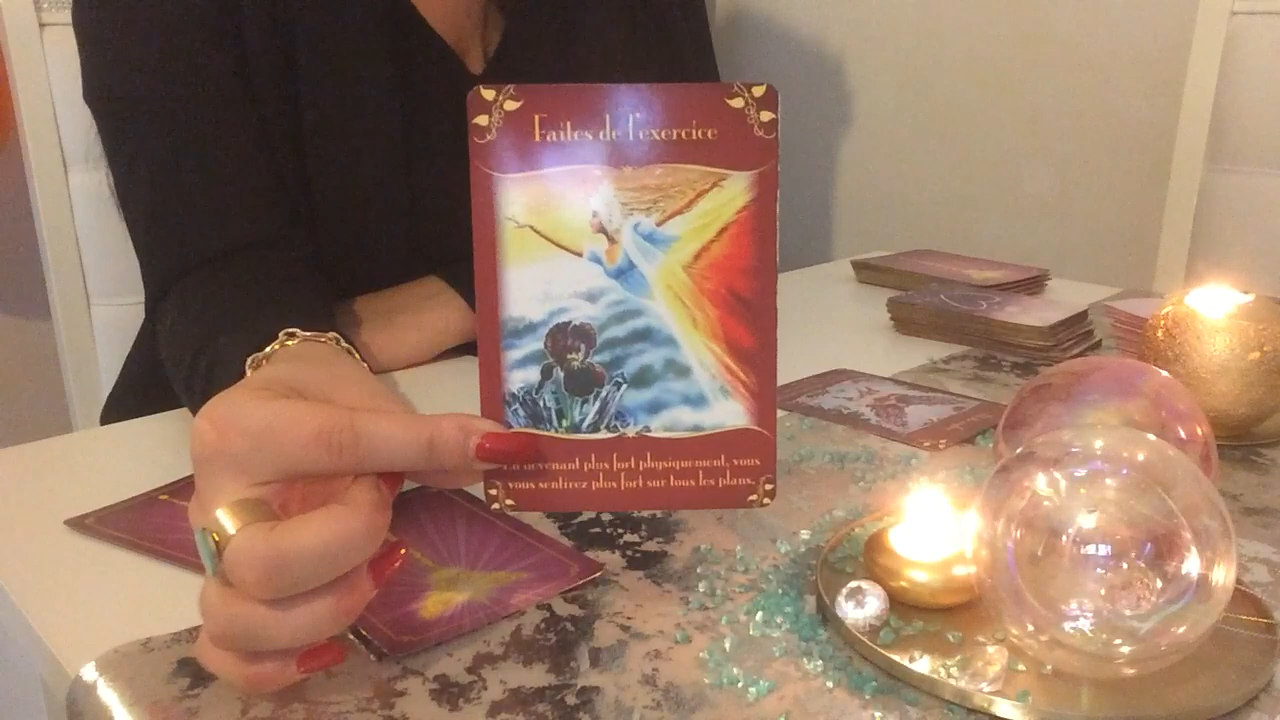 Faites de l'exercice
En devenant plus fort physiquement, vous
vous sentirez plus fort sur tous les plans.